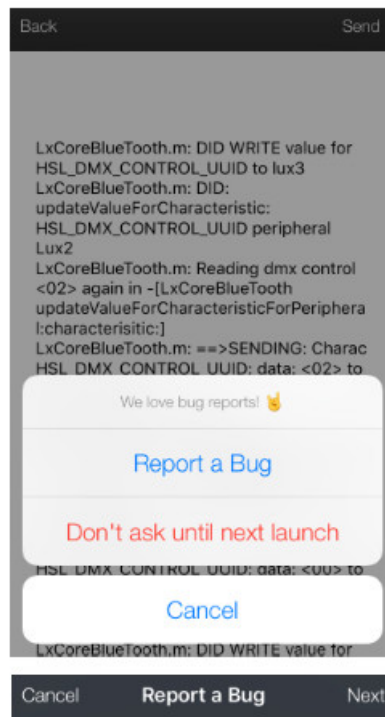 Back Send
LxCoreBlueTooth.m: DID WRITE value for
HSL_DMX_CONTROL_UUID to lux3
LxCoreBlueTooth.m: DID:
updateValueForCharacteristic:
HSL_DMX_CONTROL_UUID peripheral
Lux2
LxCoreBlueTooth.m: Reading dmx control
<02> again in -[LxCoreBlueTooth
updateValueForCharacteristicForPeriphera
l:characterisitic:]
LxCoreBlueTooth.m: ==>SENDING: Charac
HSL_DMX_CONTROL_UUID: data: <02> to
We love bug reports! 🤘
Report a Bug
Don't ask until next launch
HSL_DMX_CONTROL_UUID: data: <00> to
Cancel
LxCoreBlueTooth.m: DID WRITE value for
Cancel Report a Bug Next